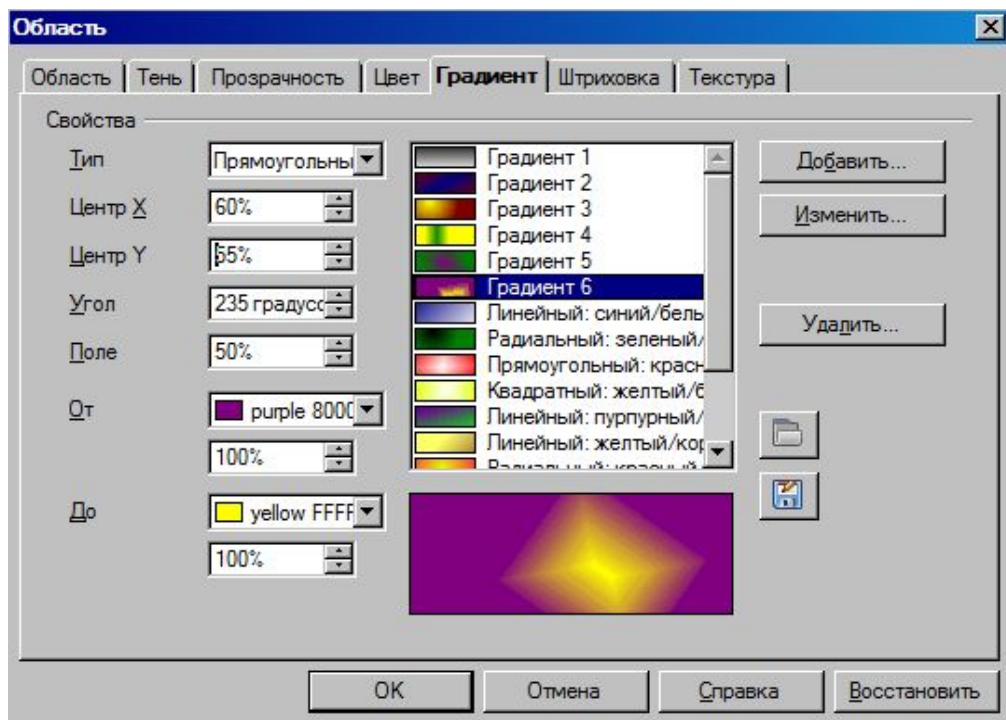 Область
Область Тень Прозрачность Цвет Градиент Штриховка Текстура
Свойства
Тип
Прямоугольны
Центр X
60%
Центр Y
55%
Угол
235 градусо
Поле
50%
От
purple 8000
100%
До
yellow FFFF
100%
Градиент 1
Градиент 2
Градиент 3
Градиент 4
Градиент 5
Градиент 6
Линейный: синий/бель
Радиальный: зеленый/
Прямоугольный: красн
Квадратный: желтый/б
Линейный: пурпурный/
Линейный: желтый/кор
Радиальный: красный
Добавить...
Изменить...
Удалить...
OK Отмена Справка Восстановить